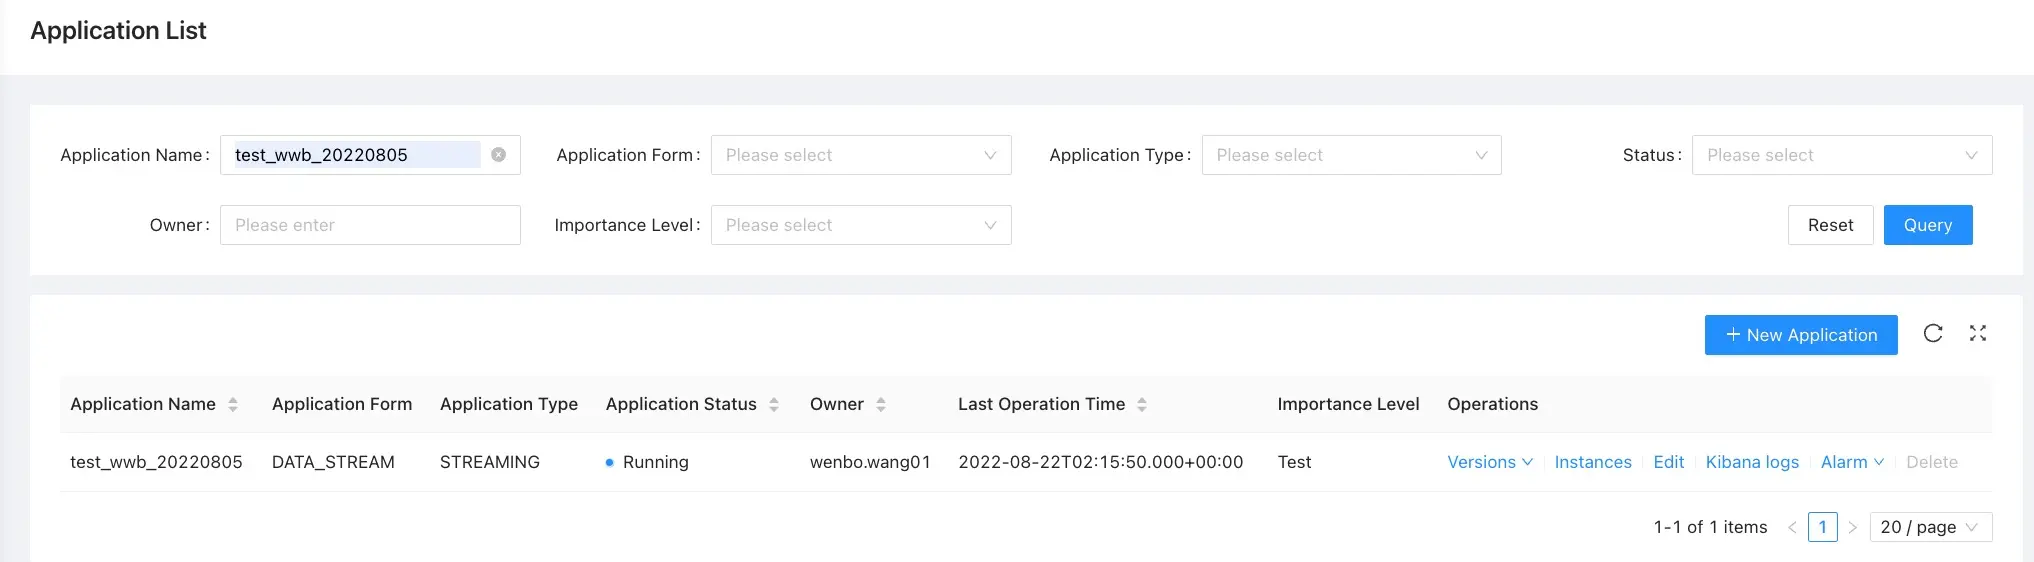 Application List
Application Name: test_wwb_20220805 Application Form: Please select Application Type: Please select Status: Please select
Owner: Please enter Importance Level: Please select Reset Query
+ New Application
Application Name Application Form Application Type Application Status Owner Last Operation Time Importance Level Operations
test_wwb_20220805 DATA_STREAM STREAMING Running wenbo.wang01 2022-08-22T02:15:50.000+00:00 Test Versions Instances Edit Kibana logs Alarm Delete
1-1 of 1 items < 1 > 20 / page